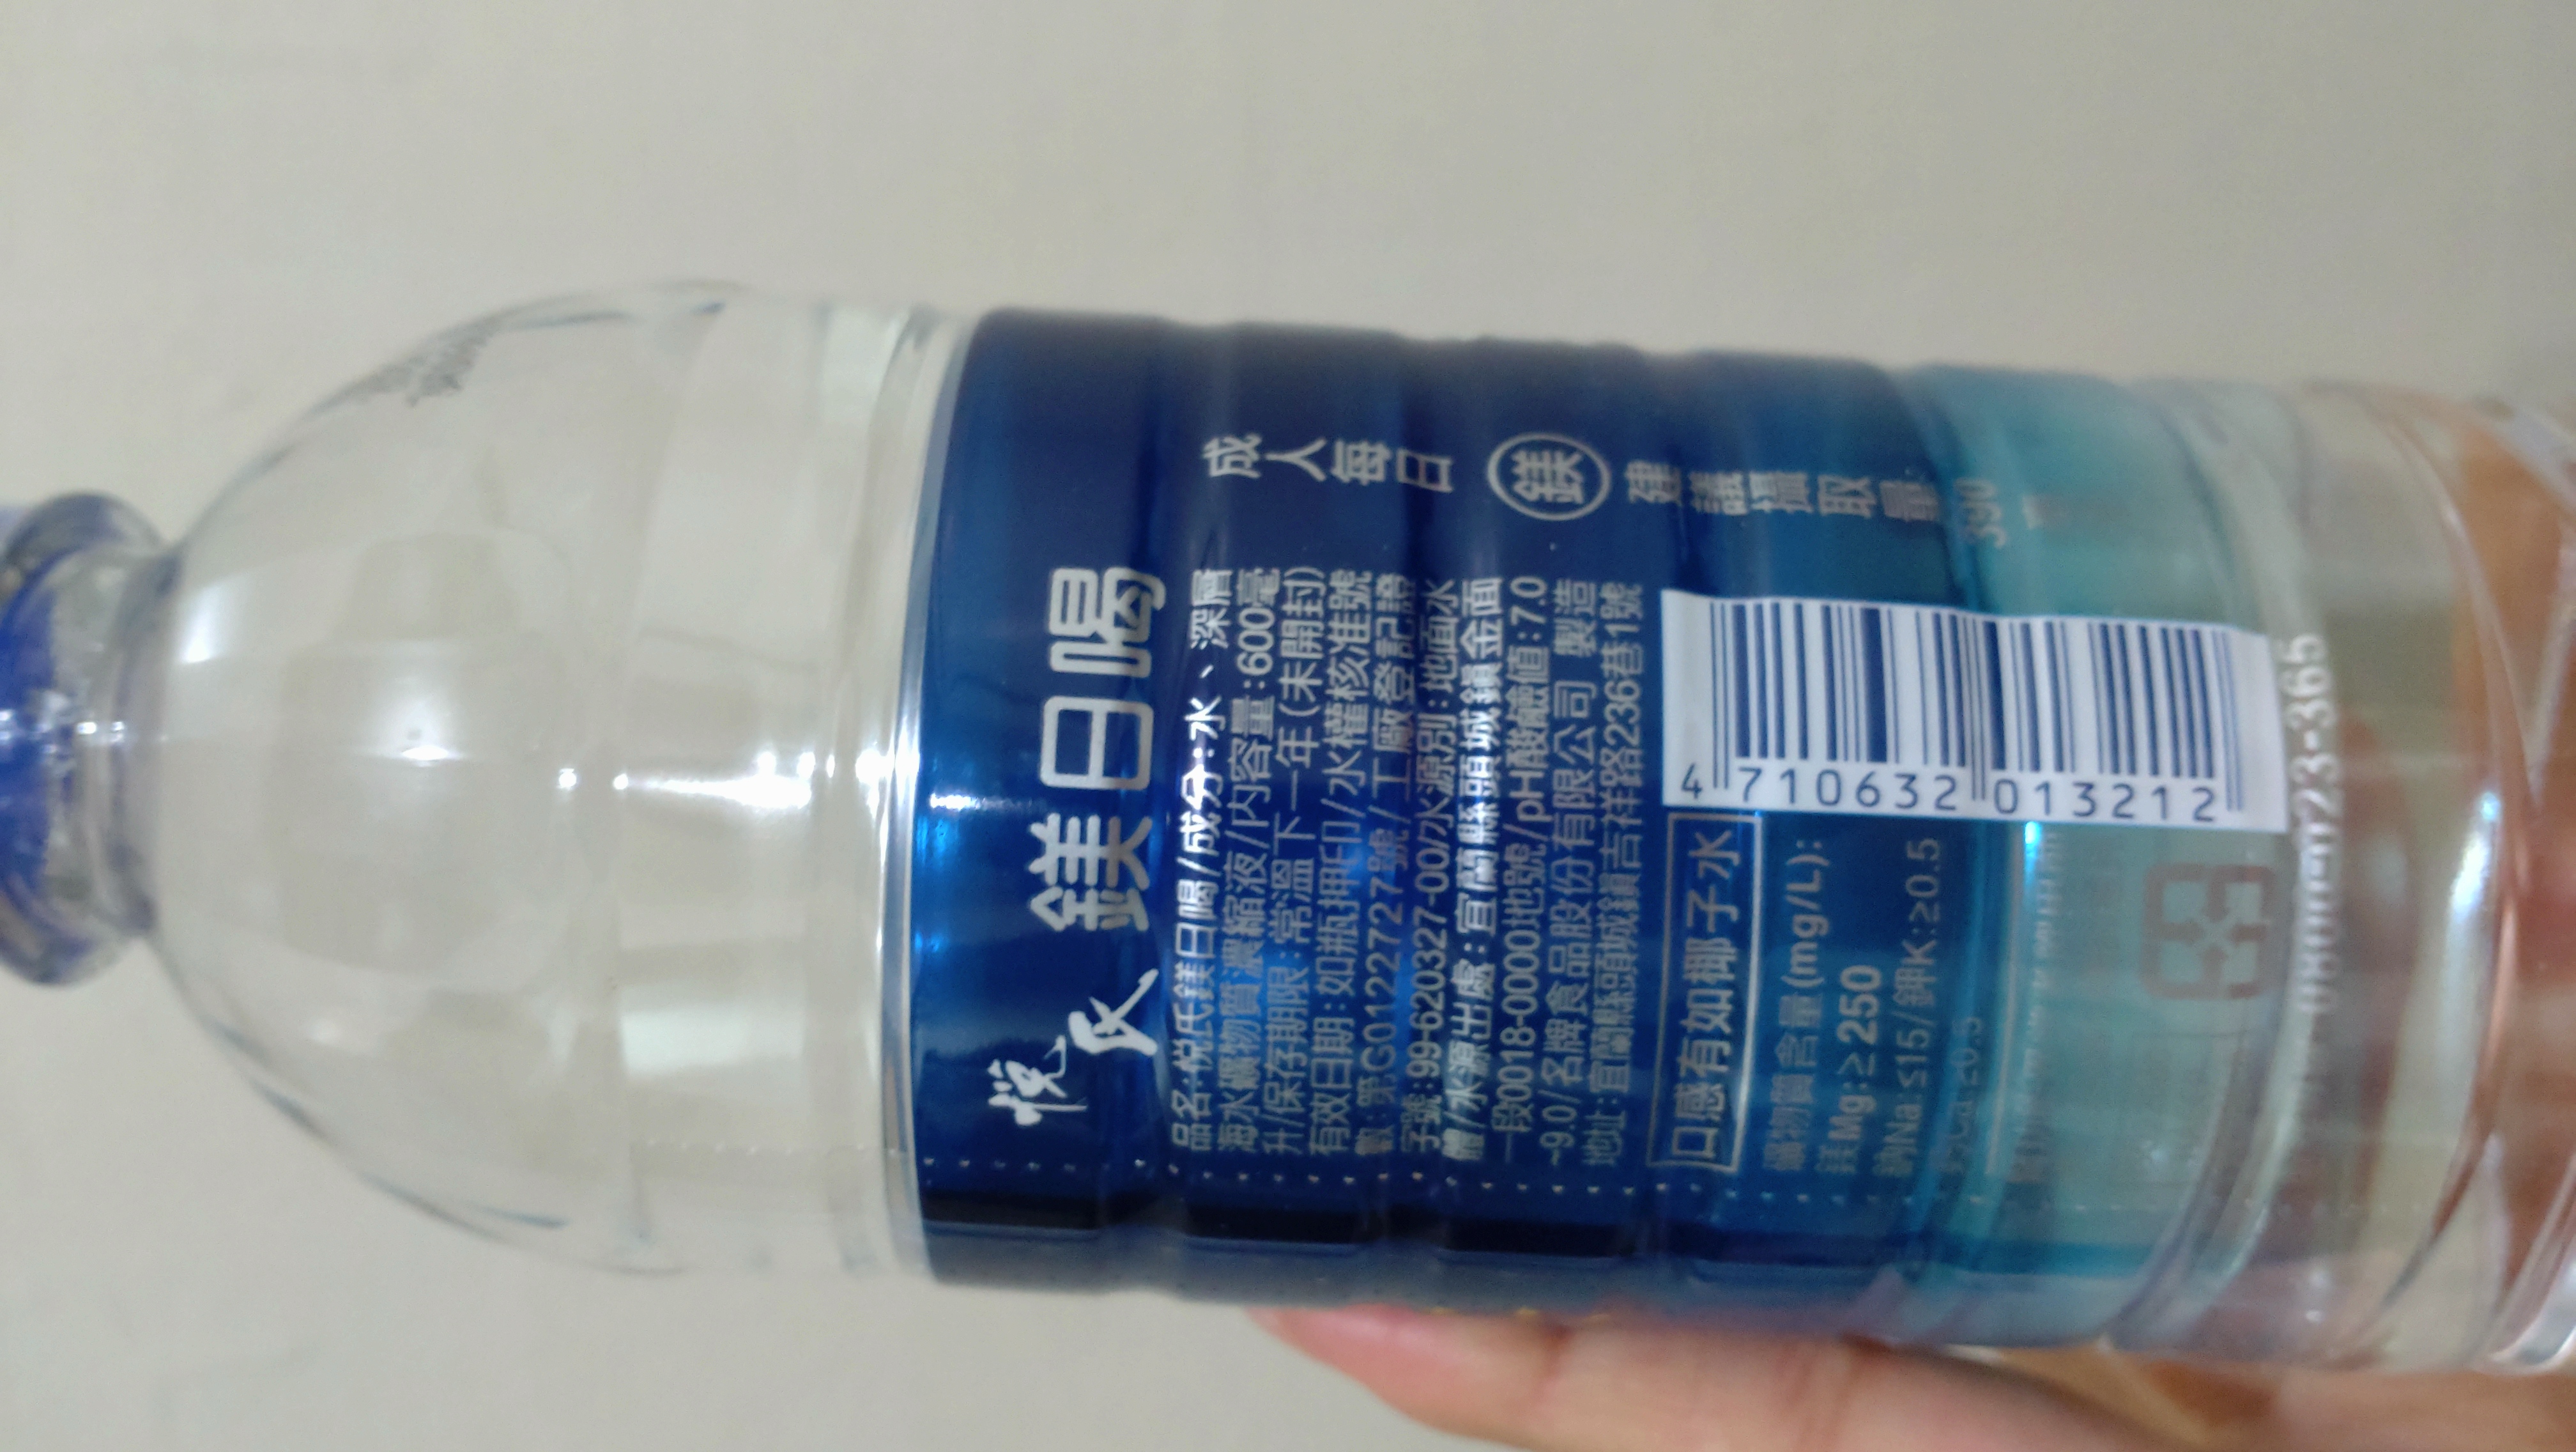 悅氏 鎂日喝
品名:悅氏鎂日喝/成分:水、深層
海水礦物質濃縮液/內容量:600毫
升/保存期限:常溫下一年(未開封)
有效日期:如瓶押印/水權核准號
數:第G0122727號/工廠登記證
字號:99-620327-00/水源別:地面水
體/水源出處:宜蘭縣頭城鎮金面
一段0018-0000地號/pH酸鹼值:7.0
~9.0/名牌食品股份有限公司 製造
地址:宜蘭縣頭城鎮吉祥路236巷1號
口感有如椰子水
礦物質含量(mg/L):
鎂Mg:≥250
鈉Na:≤15/鉀K:≥0.5
4 710632 013212
0800-023-365
成人每日鎂建議攝取量
390